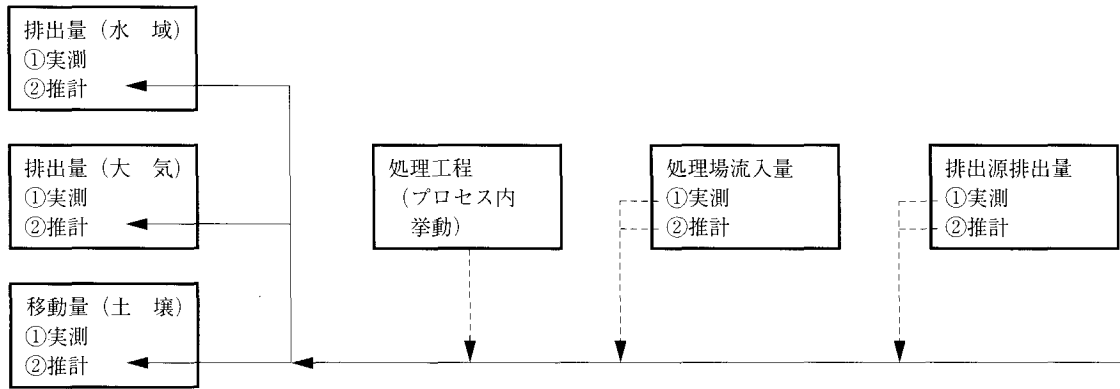 排出量（水　域）
①実測
②推計
排出量（大　気）
①実測
②推計
移動量（土　壌）
①実測
②推計
処理工程
（プロセス内
挙動）
処理場流入量
①実測
②推計
排出源排出量
①実測
②推計